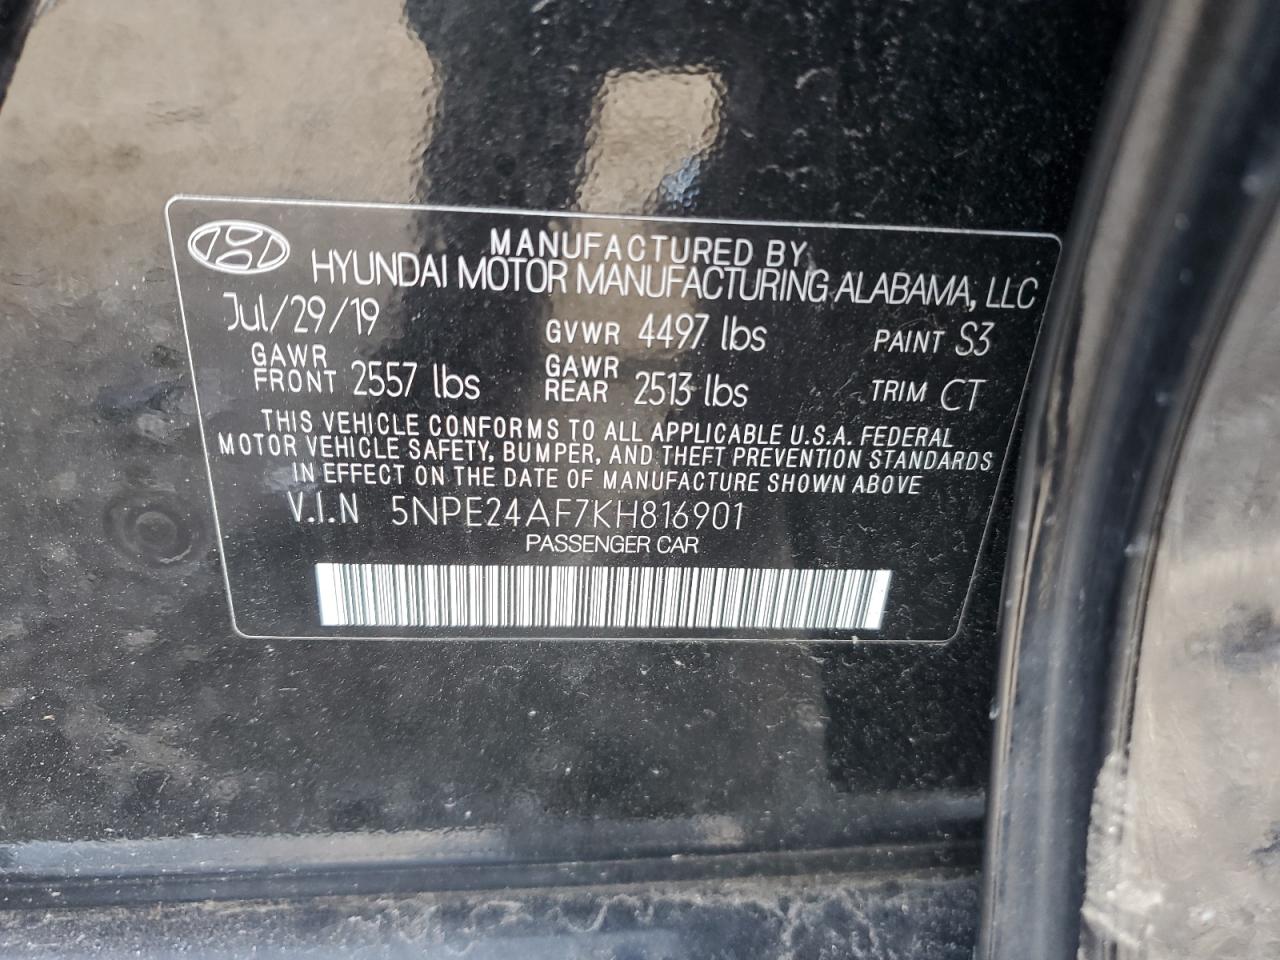 MANUFACTURED BY
HYUNDAI MOTOR MANUFACTURING ALABAMA, LLC
Jul/29/19 GVWR 4497 lbs PAINT S3
GAWR FRONT 2557 lbs GAWR REAR 2513 lbs TRIM CT
THIS VEHICLE CONFORMS TO ALL APPLICABLE U.S.A. FEDERAL
MOTOR VEHICLE SAFETY, BUMPER, AND THEFT PREVENTION STANDARDS
IN EFFECT ON THE DATE OF MANUFACTURE SHOWN ABOVE
V.I.N 5NPE24AF7KH816901
PASSENGER CAR